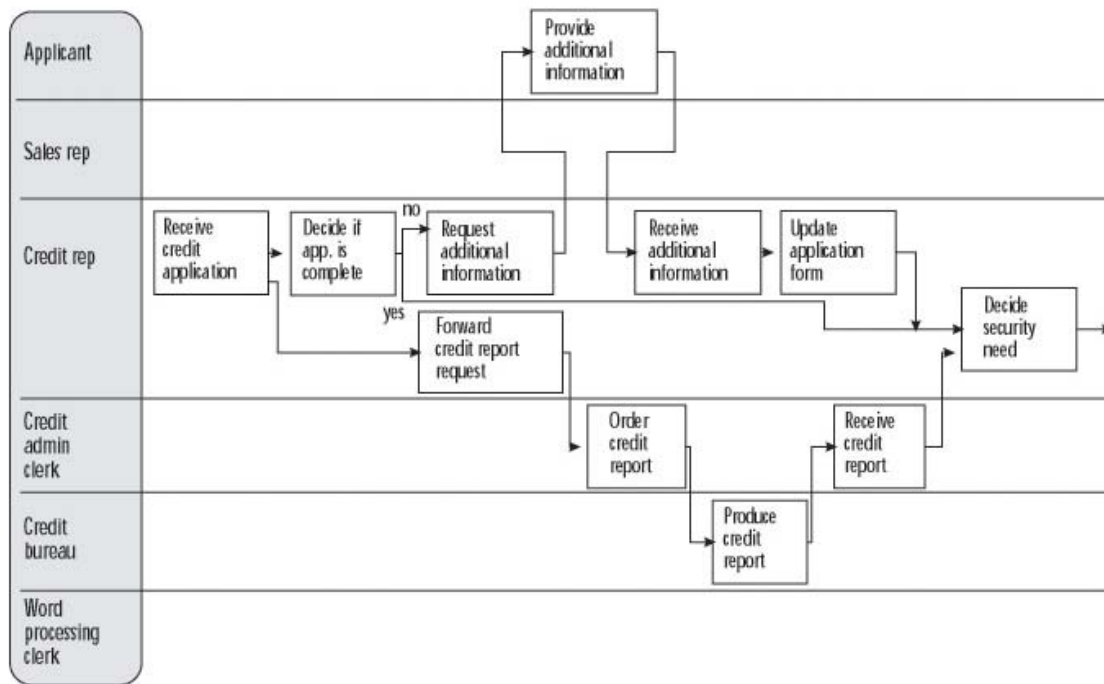 Applicant
Provide
additional
information
Sales rep
Credit rep
Receive
credit
application
Decide if
app. is
complete
no
yes
Request
additional
information
Receive
additional
information
Update
application
form
Forward
credit report
request
Decide
security
need
Credit
admin
clerk
Order
credit
report
Receive
credit
report
Credit
bureau
Produce
credit
report
Word
processing
clerk